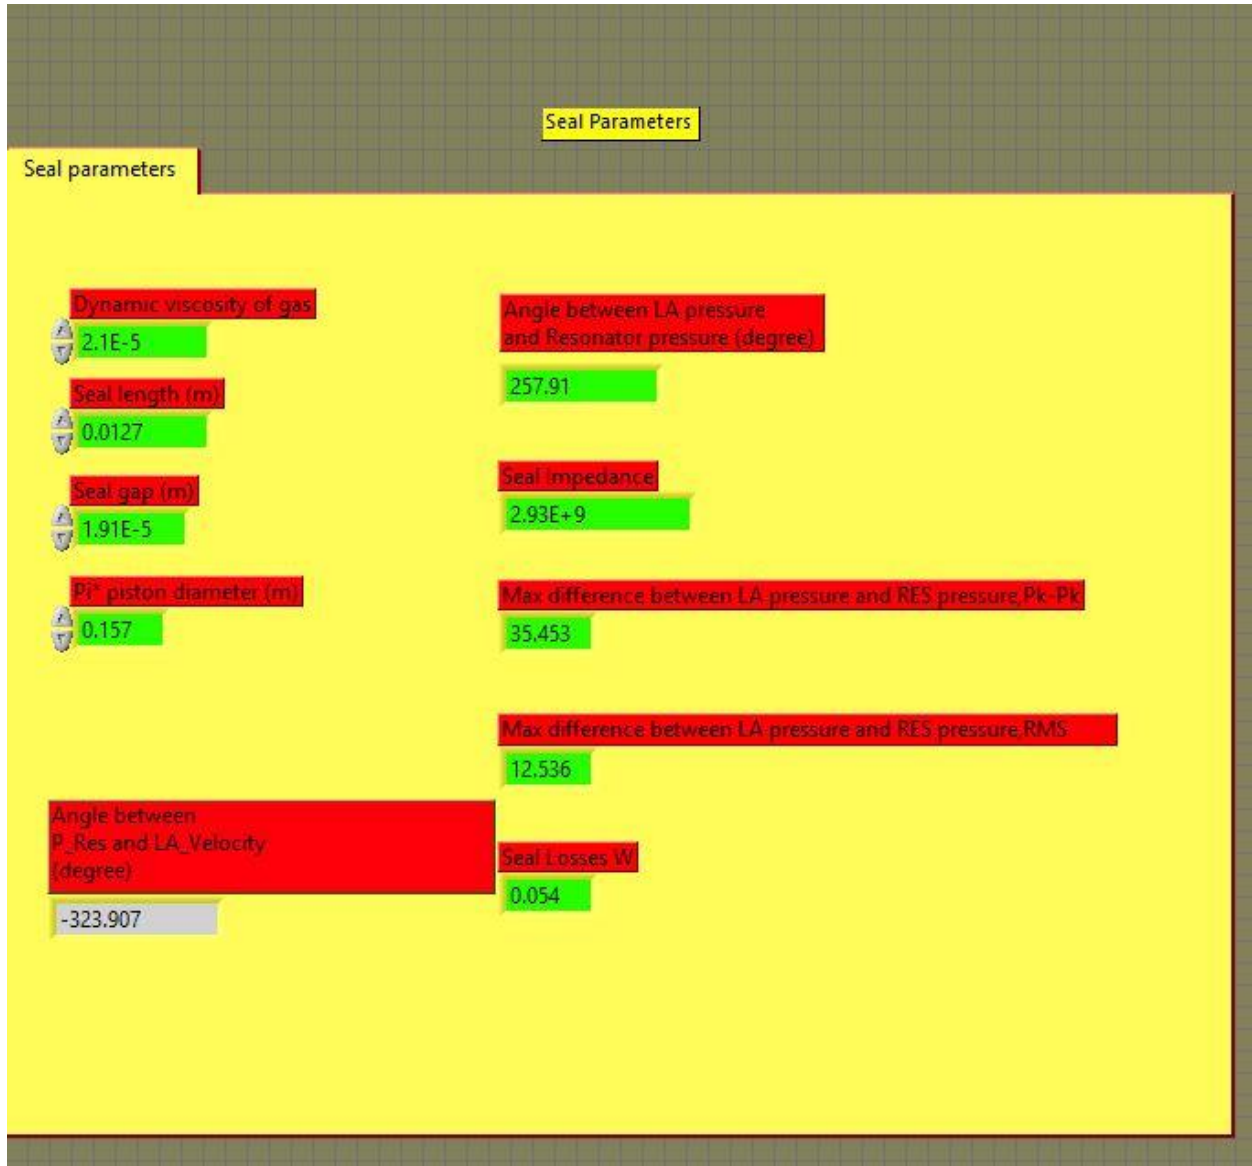 Seal Parameters
Seal parameters
Dynamic viscosity of gas
2.1E-5
Seal length (m)
0.0127
Seal gap (m)
1.91E-5
Pi* piston diameter (m)
0.157
Angle between
P_Res and LA_Velocity
(degree)
-323.907
Angle between LA pressure
and Resonator pressure (degree)
257.91
Seal Impedance
2.93E+9
Max difference between LA pressure and RES pressure,Pk-Pk
35.453
Max difference between LA pressure and RES pressure,RMS
12.536
Seal Losses W
0.054